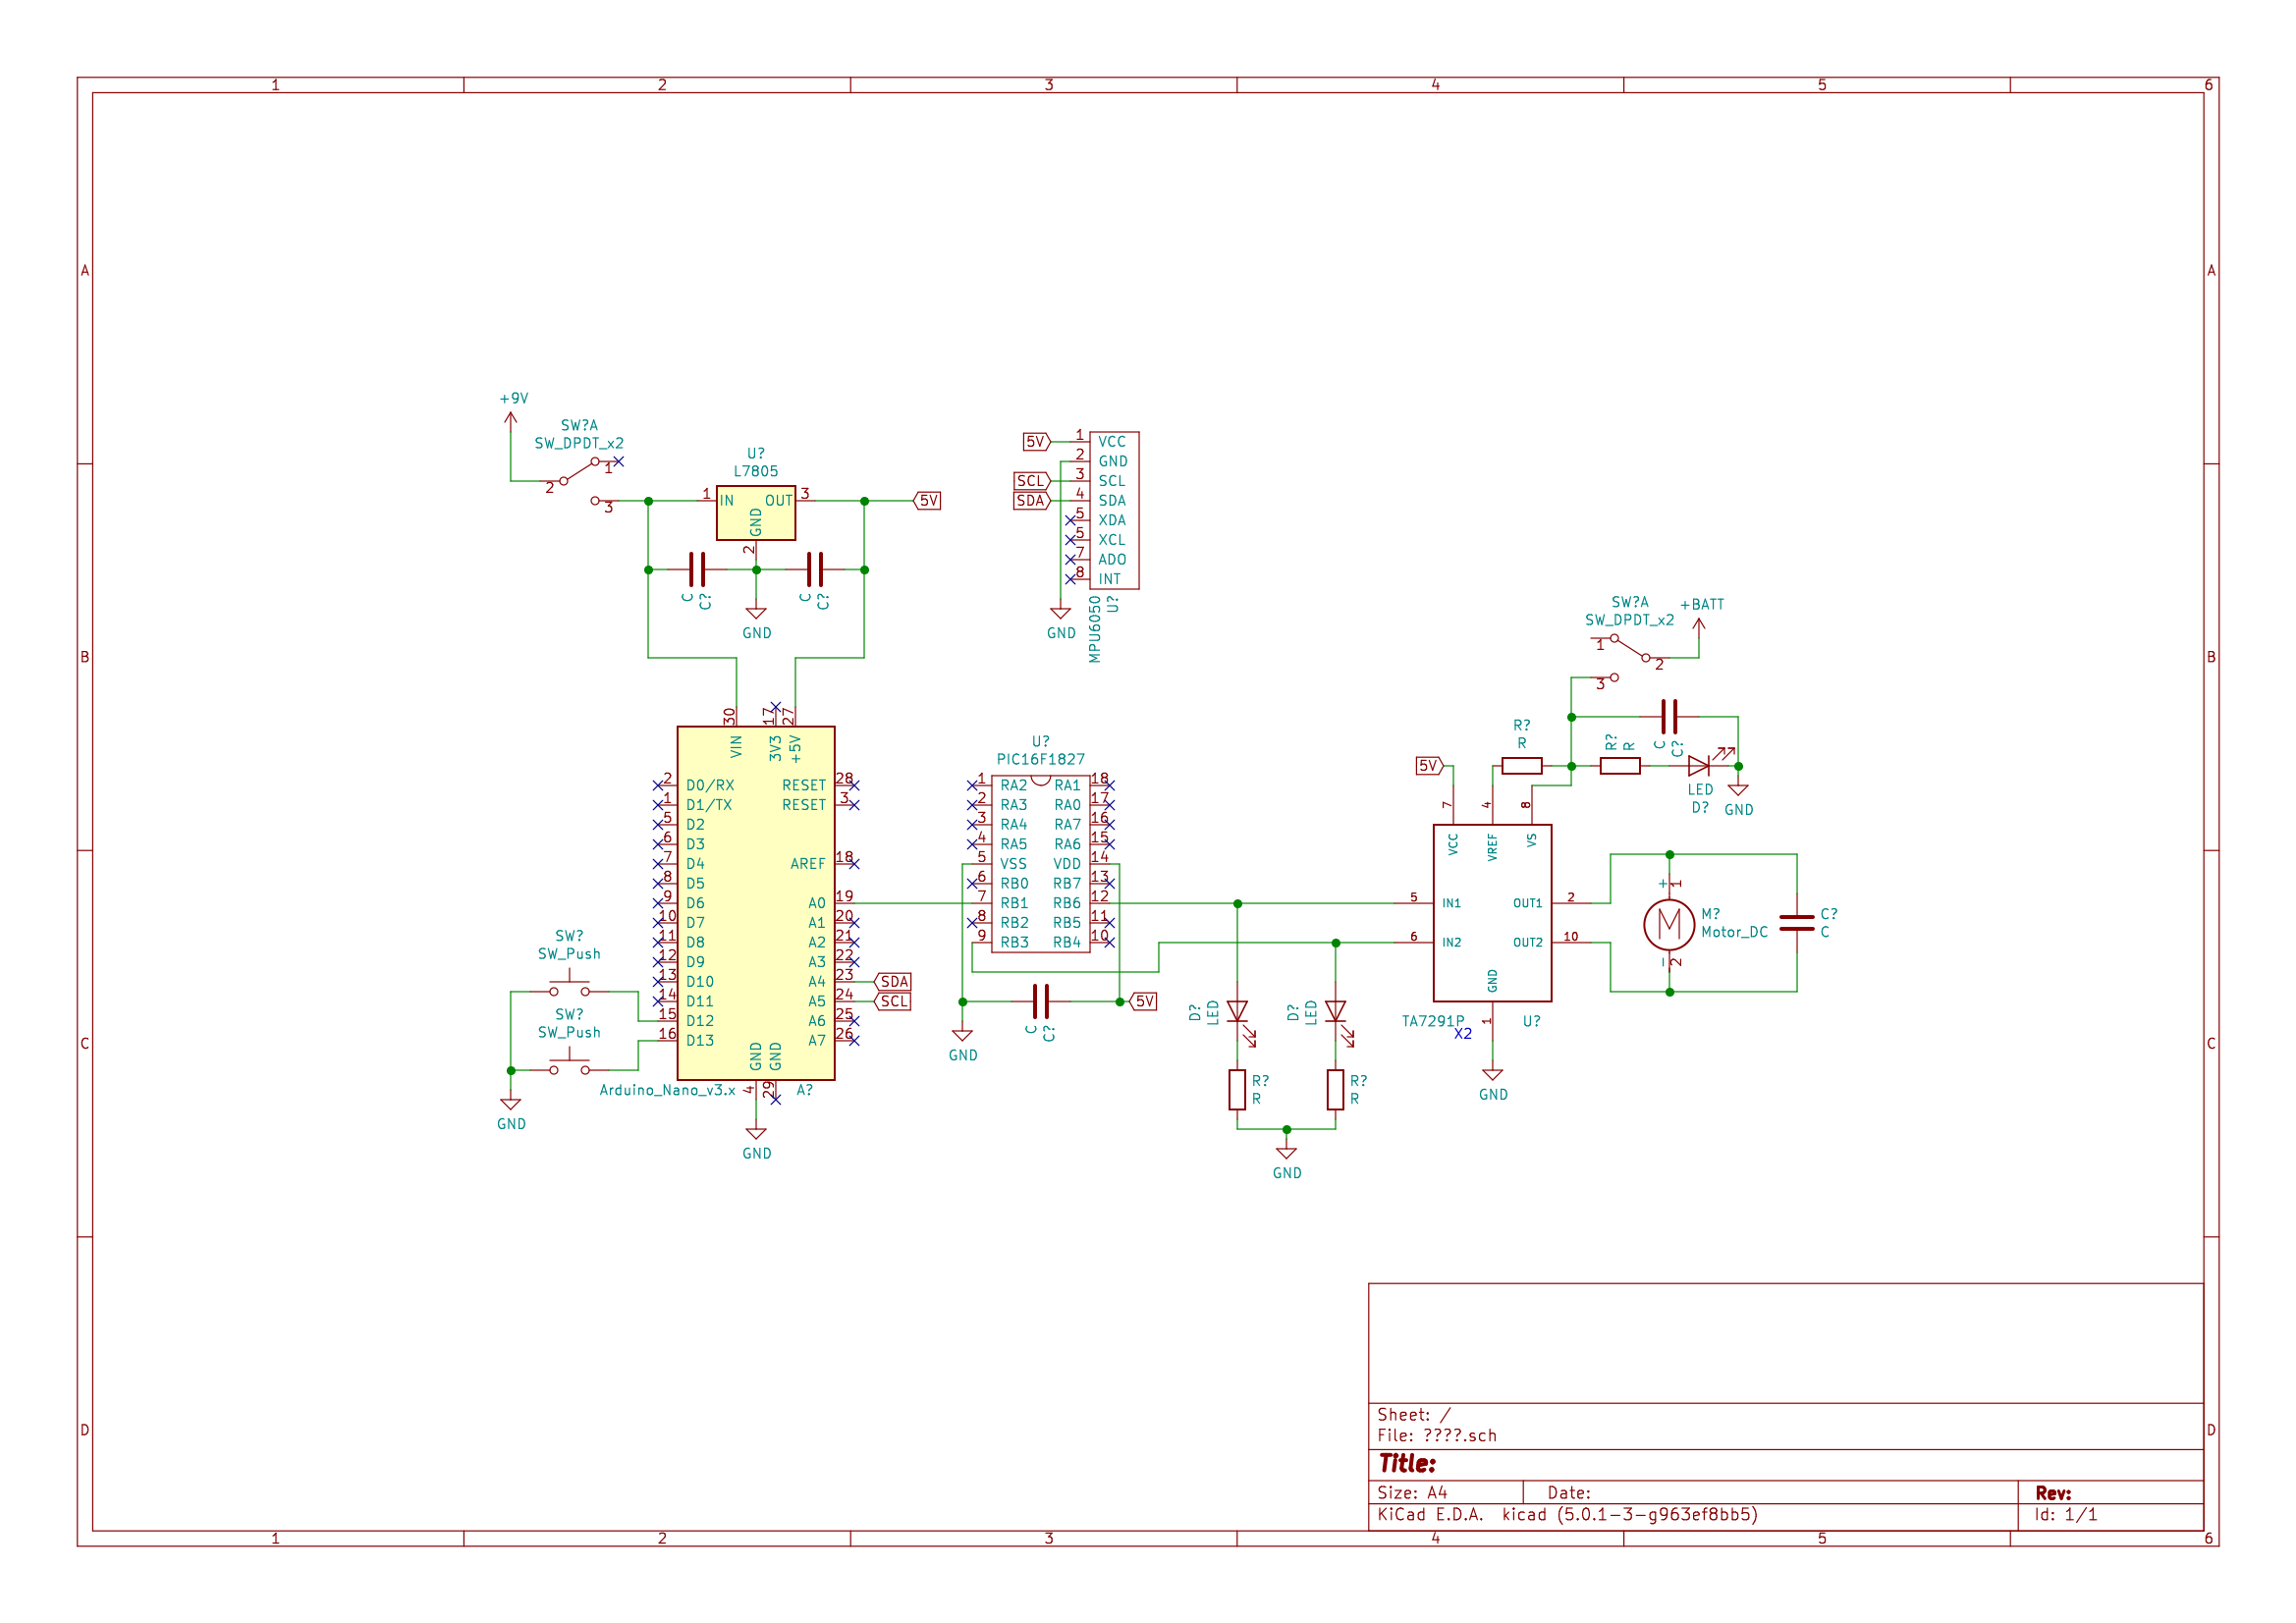 1 2 3 4 5 6
A A
+9V
SW?A
SW_DPDT_x2
1
2
3
U?
L7805
1 IN OUT 3
GND
2
5V
C
C?
C
C?
GND
5V 1 VCC
2 GND
SCL 3 SCL
SDA 4 SDA
5 XDA
5 XCL
7 ADO
8 INT
MPU6050
U?
GND
B B
SW?A
SW_DPDT_x2
+BATT
1
2
3
C
C?
R?
R
R?
R
LED
D?
GND
5V
30 17 27
VIN 3V3 +5V
2 D0/RX RESET 28
1 D1/TX RESET 3
5 D2
6 D3
7 D4 AREF 18
8 D5
9 D6 A0 19
10 D7 A1 20
11 D8 A2 21
12 D9 A3 22
13 D10 A4 23 SDA
14 D11 A5 24 SCL
15 D12 A6 25
16 D13 A7 26
GND GND
4 29
Arduino_Nano_v3.x A?
GND
SW?
SW_Push
SW?
SW_Push
GND
U?
PIC16F1827
1 RA2 RA1 18
2 RA3 RA0 17
3 RA4 RA7 16
4 RA5 RA6 15
5 VSS VDD 14
6 RB0 RB7 13
7 RB1 RB6 12
8 RB2 RB5 11
9 RB3 RB4 10
5V
C
C?
GND
D?
LED
D?
LED
R?
R
R?
R
GND
7 4 8
VCC VREF VS
5 IN1 OUT1 2
6 IN2 OUT2 10
GND
1
TA7291P U?
X2
GND
+ 1
M
M?
Motor_DC
- 2
C?
C
C C
D D
Sheet: /
File: ????.sch
Title:
Size: A4 Date: Rev:
KiCad E.D.A. kicad (5.0.1-3-g963ef8bb5) Id: 1/1
1 2 3 4 5 6